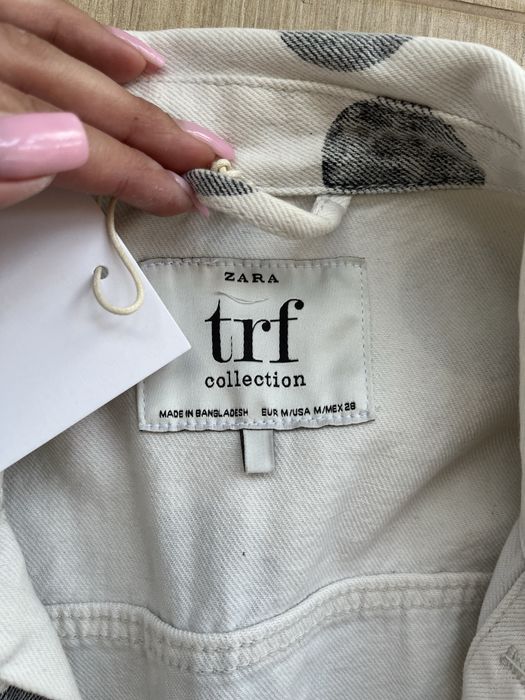 ZARA
trf
collection
MADE IN BANGLADESH EUR M/USA M/MEX 28